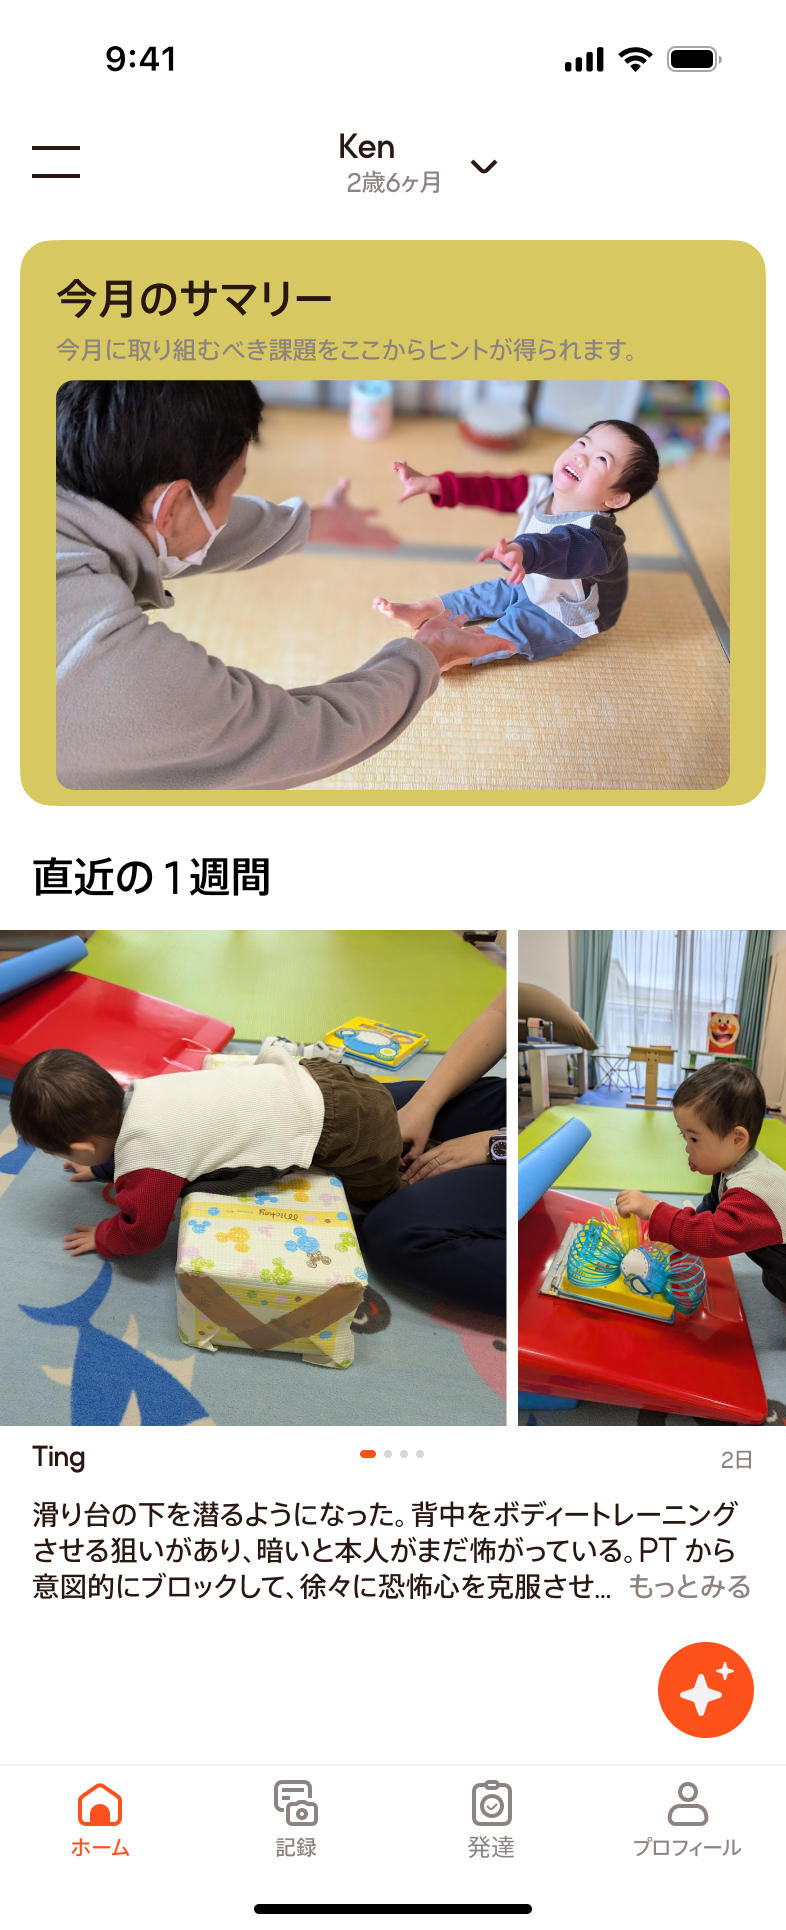 9:41
Ken
2歳6ヶ月
今月のサマリー
今月に取り組むべき課題をここからヒントが得られます。
直近の1週間
Mickey
Ting
2日
滑り台の下を潜るようになった。背中をボディートレーニング
させる狙いがあり、暗いと本人がまだ怖がっている。PT から
意図的にブロックして、徐々に恐怖心を克服させ... もっとみる
ホーム
記録
発達
プロフィール